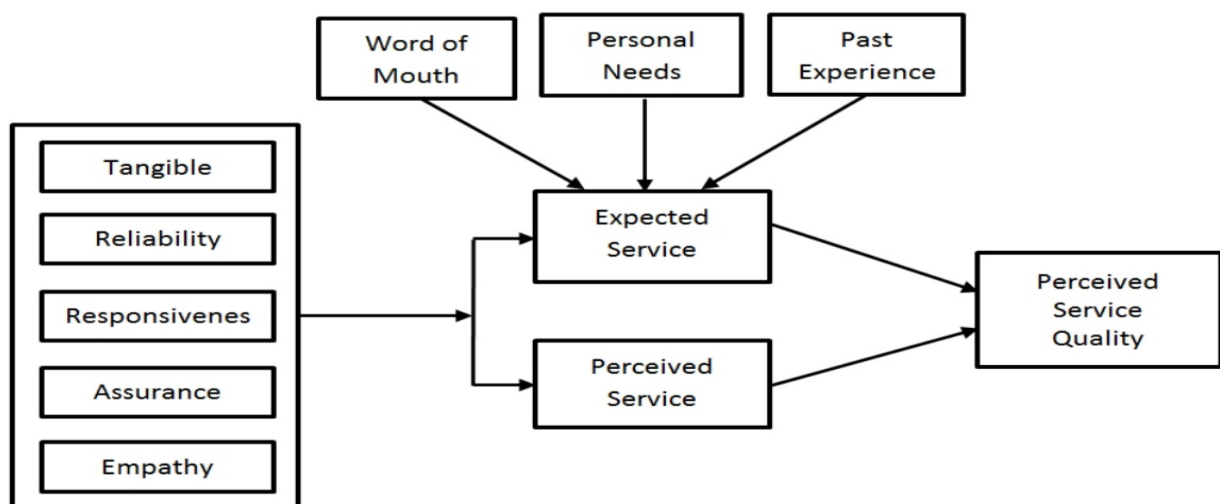 Word of
Mouth
Personal
Needs
Past
Experience
Tangible
Reliability
Responsivenes
Assurance
Empathy
Expected
Service
Perceived
Service
Perceived
Service
Quality